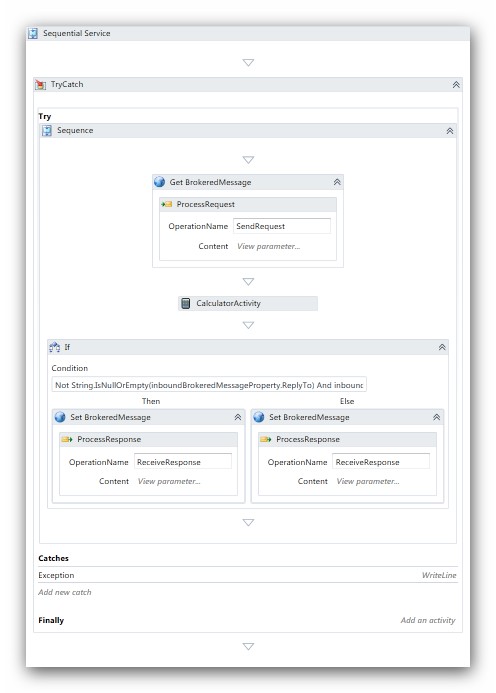 Sequential Service
TryCatch
Try
Sequence
Get BrokeredMessage
ProcessRequest
OperationName SendRequest
Content View parameter...
CalculatorActivity
If
Condition
Not String.IsNullOrEmpty(inboundBrokeredMessageProperty.ReplyTo) And inbounc
Then Else
Set BrokeredMessage Set BrokeredMessage
ProcessResponse ProcessResponse
OperationName ReceiveResponse OperationName ReceiveResponse
Content View parameter... Content View parameter...
Catches
Exception WriteLine
Add new catch
Finally Add an activity